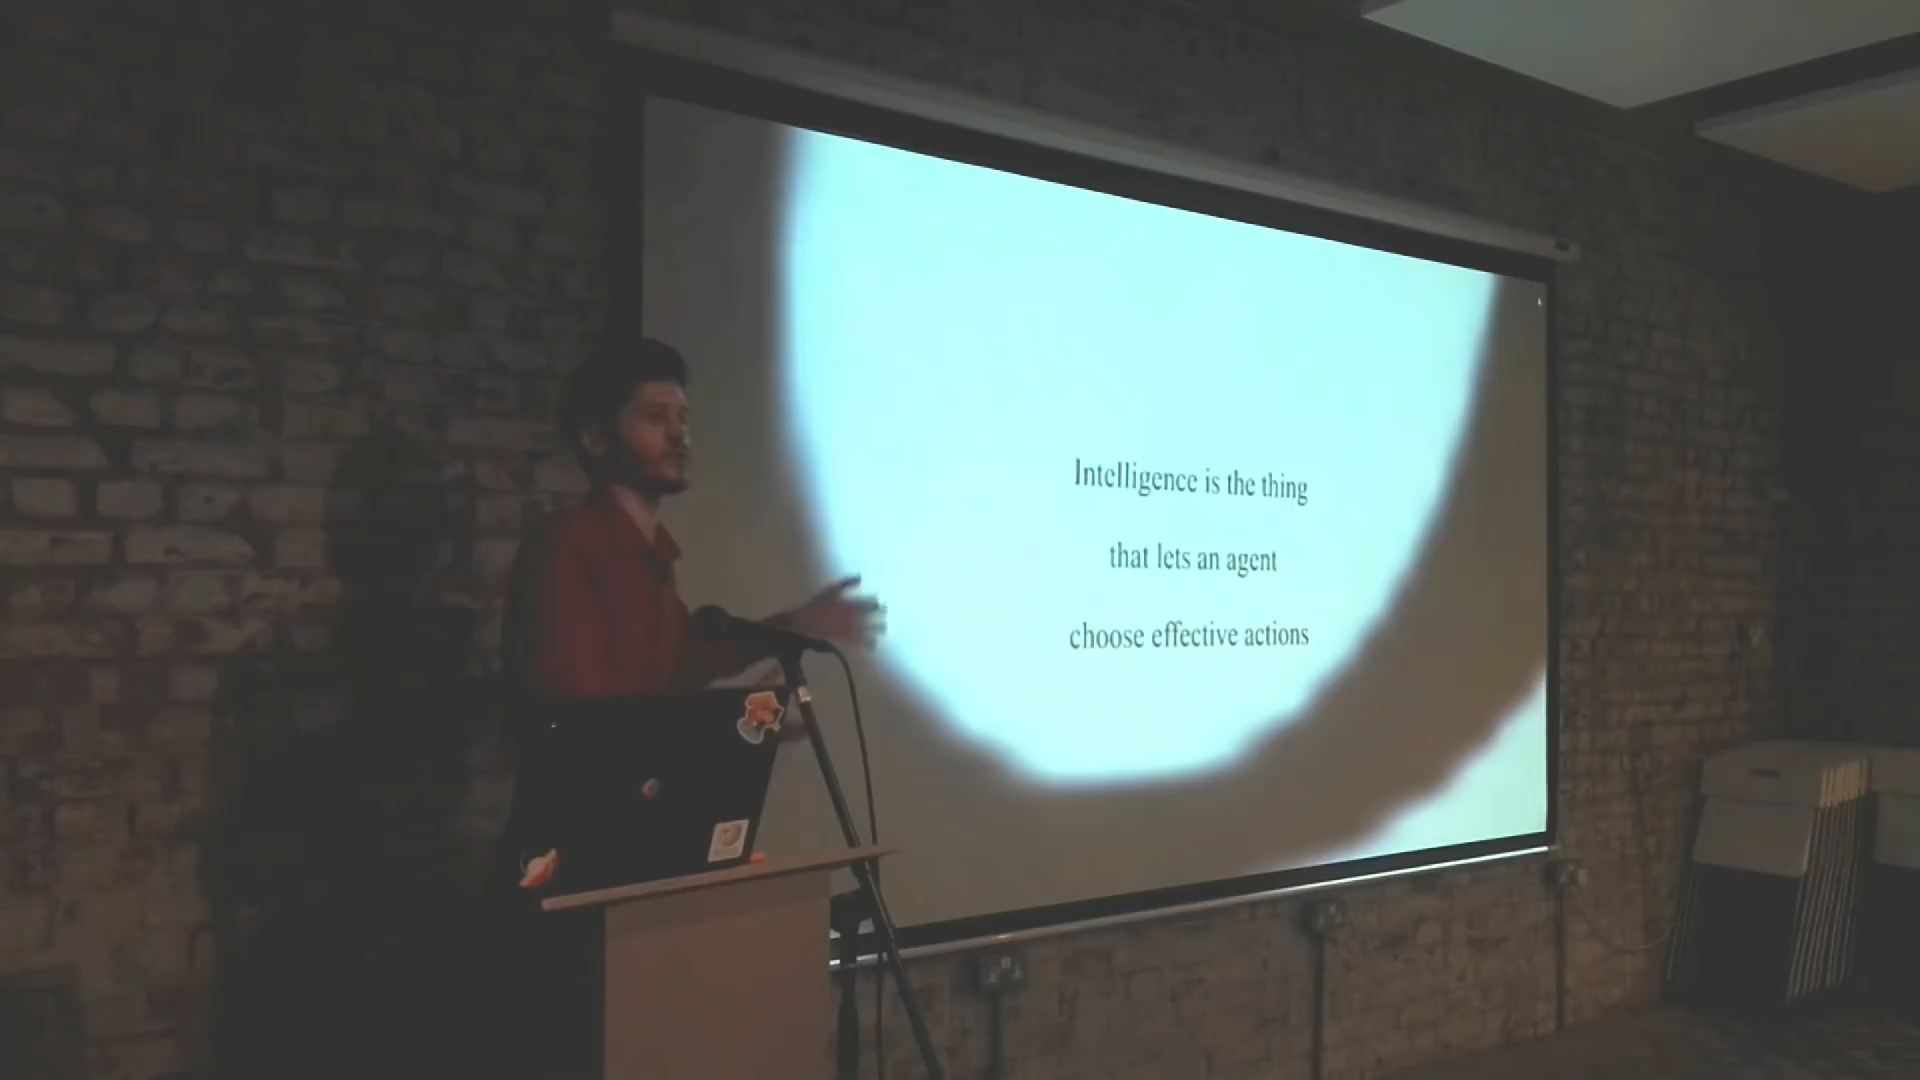 Intelligence is the thing
that lets an agent
choose effective actions